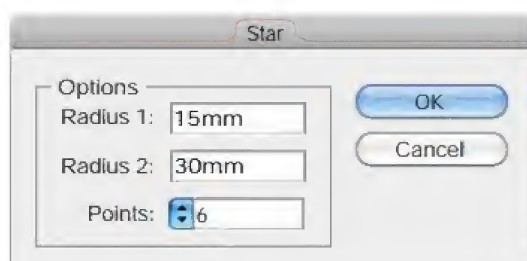 Star
Options
Radius 1: 15mm
Radius 2: 30mm
Points: 6
OK
Cancel